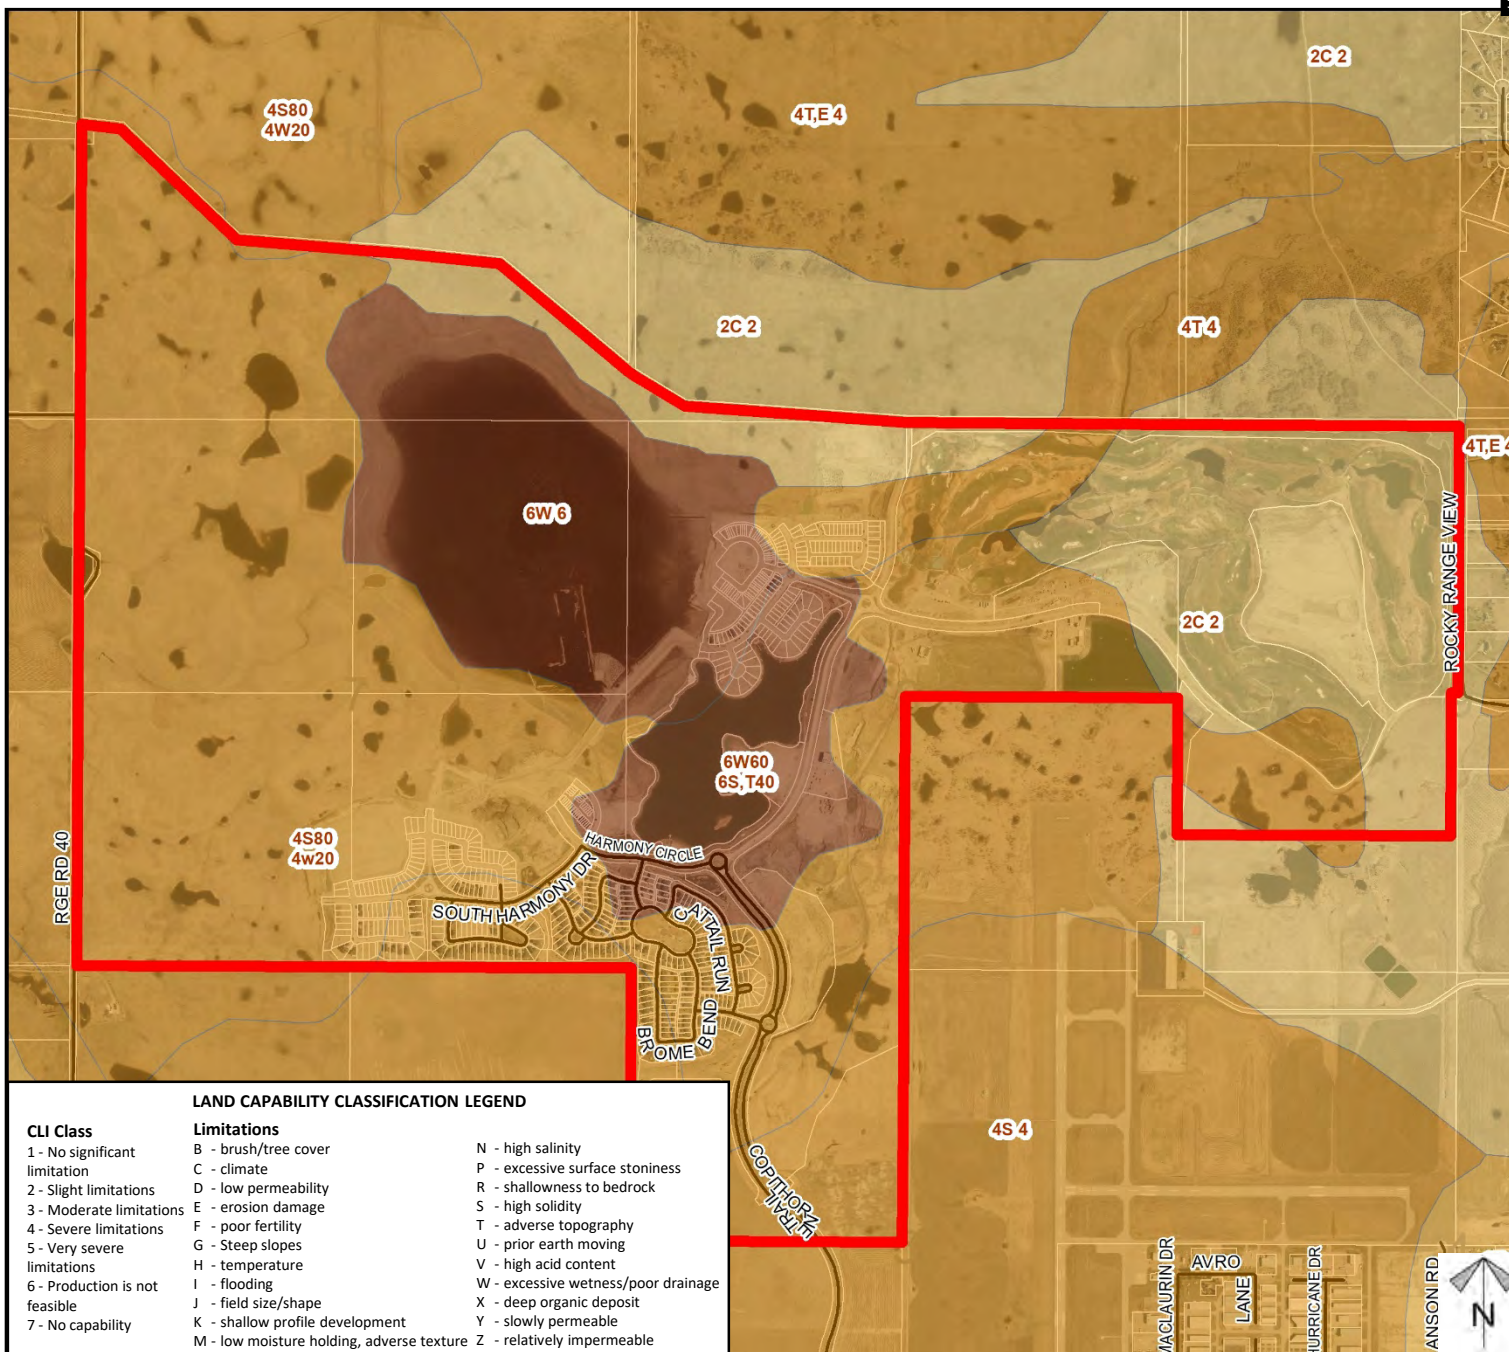 2C 2
4S80
4W20
4T,E 4
2C 2
4T 4
4T,E 4
6W 6
ROCKY RANGE VIEW
2C 2
6W60
6S,T40
4S80
4w20
RGE RD 40
HARMONY CIRCLE
SOUTH HARMONY DR
CATTAIL RUN
BROME BEND
4S 4
COPITHORNE TRAIL
MACLAURIN DR
AVRO LANE
HURRICANE DR
ANSON RD
N
LAND CAPABILITY CLASSIFICATION LEGEND
CLI Class
1 - No significant
limitation
2 - Slight limitations
3 - Moderate limitations
4 - Severe limitations
5 - Very severe
limitations
6 - Production is not
feasible
7 - No capability
Limitations
B - brush/tree cover
C - climate
D - low permeability
E - erosion damage
F - poor fertility
G - Steep slopes
H - temperature
I - flooding
J - field size/shape
K - shallow profile development
M - low moisture holding, adverse texture
N - high salinity
P - excessive surface stoniness
R - shallowness to bedrock
S - high solidity
T - adverse topography
U - prior earth moving
V - high acid content
W - excessive wetness/poor drainage
X - deep organic deposit
Y - slowly permeable
Z - relatively impermeable